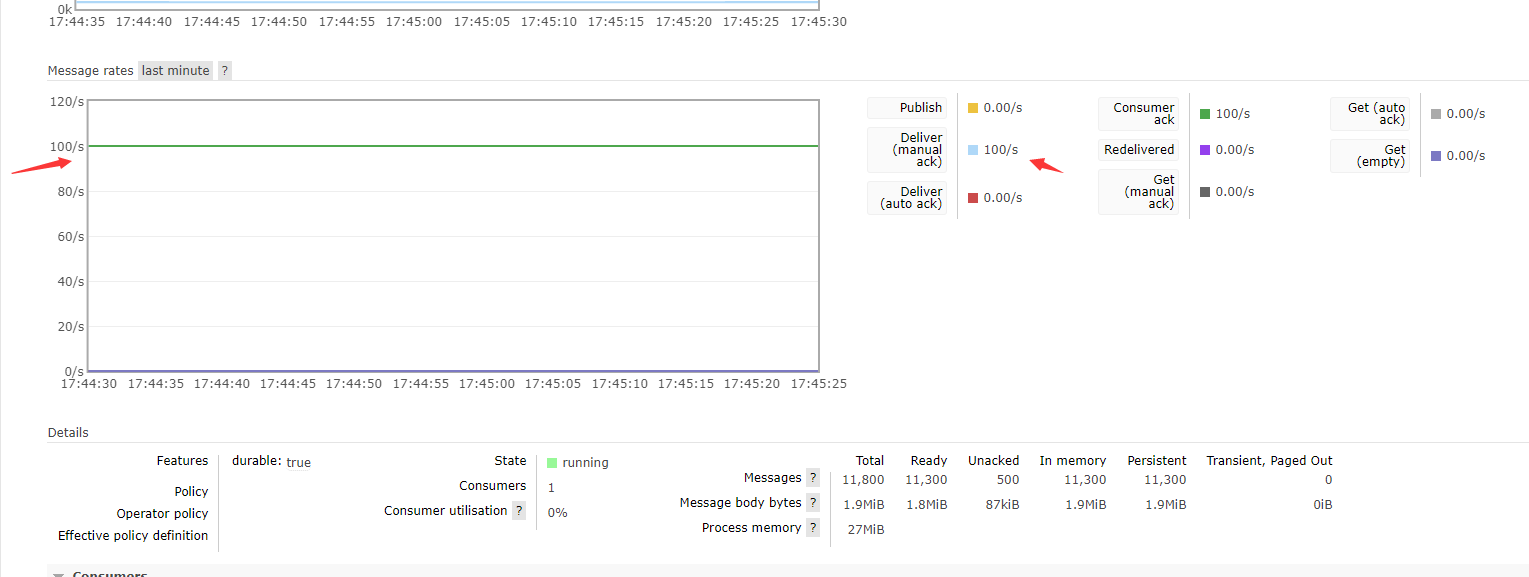 0k
17:44:35 17:44:40 17:44:45 17:44:50 17:44:55 17:45:00 17:45:05 17:45:10 17:45:15 17:45:20 17:45:25 17:45:30
Message rates last minute ?
120/s
100/s
80/s
60/s
40/s
20/s
0/s
17:44:30 17:44:35 17:44:40 17:44:45 17:44:50 17:44:55 17:45:00 17:45:05 17:45:10 17:45:15 17:45:20 17:45:25
Publish 0.00/s
Deliver
(manual
ack)
100/s
Deliver
(auto ack)
0.00/s
Consumer
ack
100/s
Redelivered 0.00/s
Get
(manual
ack)
0.00/s
Get (auto
ack)
0.00/s
Get
(empty)
0.00/s
Details
Features durable: true
Policy
Operator policy
Effective policy definition
State running
Consumers 1
Consumer utilisation ? 0%
Total Ready Unacked In memory Persistent Transient, Paged Out
Messages ? 11,800 11,300 500 11,300 11,300 0
Message body bytes ? 1.9MiB 1.8MiB 87kiB 1.9MiB 1.9MiB 0iB
Process memory ? 27MiB
Consumers